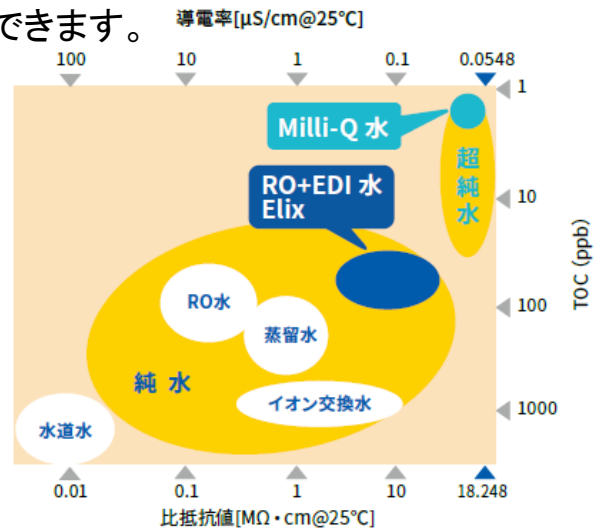 できます。
導電率[μS/cm@25℃]
100 10 1 0.1 0.0548
1
Milli-Q 水
超純水
RO+EDI 水
Elix
10
TOC (ppb)
RO水
100
蒸留水
純 水
イオン交換水
1000
水道水
0.01 0.1 1 10 18.248
比抵抗値[MΩ・cm@25℃]